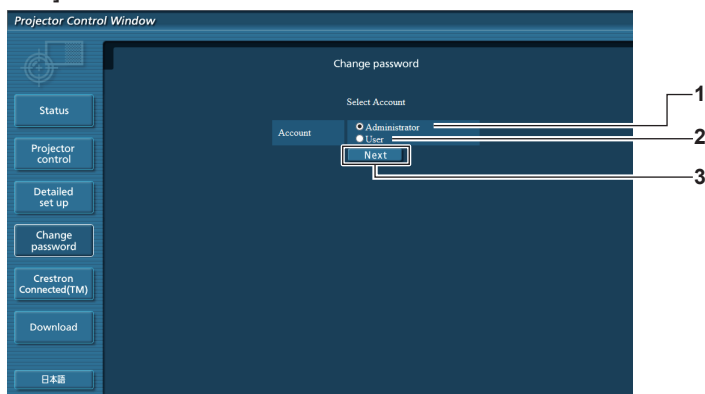 Projector Control Window
Change password
Select Account
Account
Administrator
User
Next
Status
Projector
control
Detailed
set up
Change
password
Crestron
Connected(TM)
Download
日本語
1
2
3